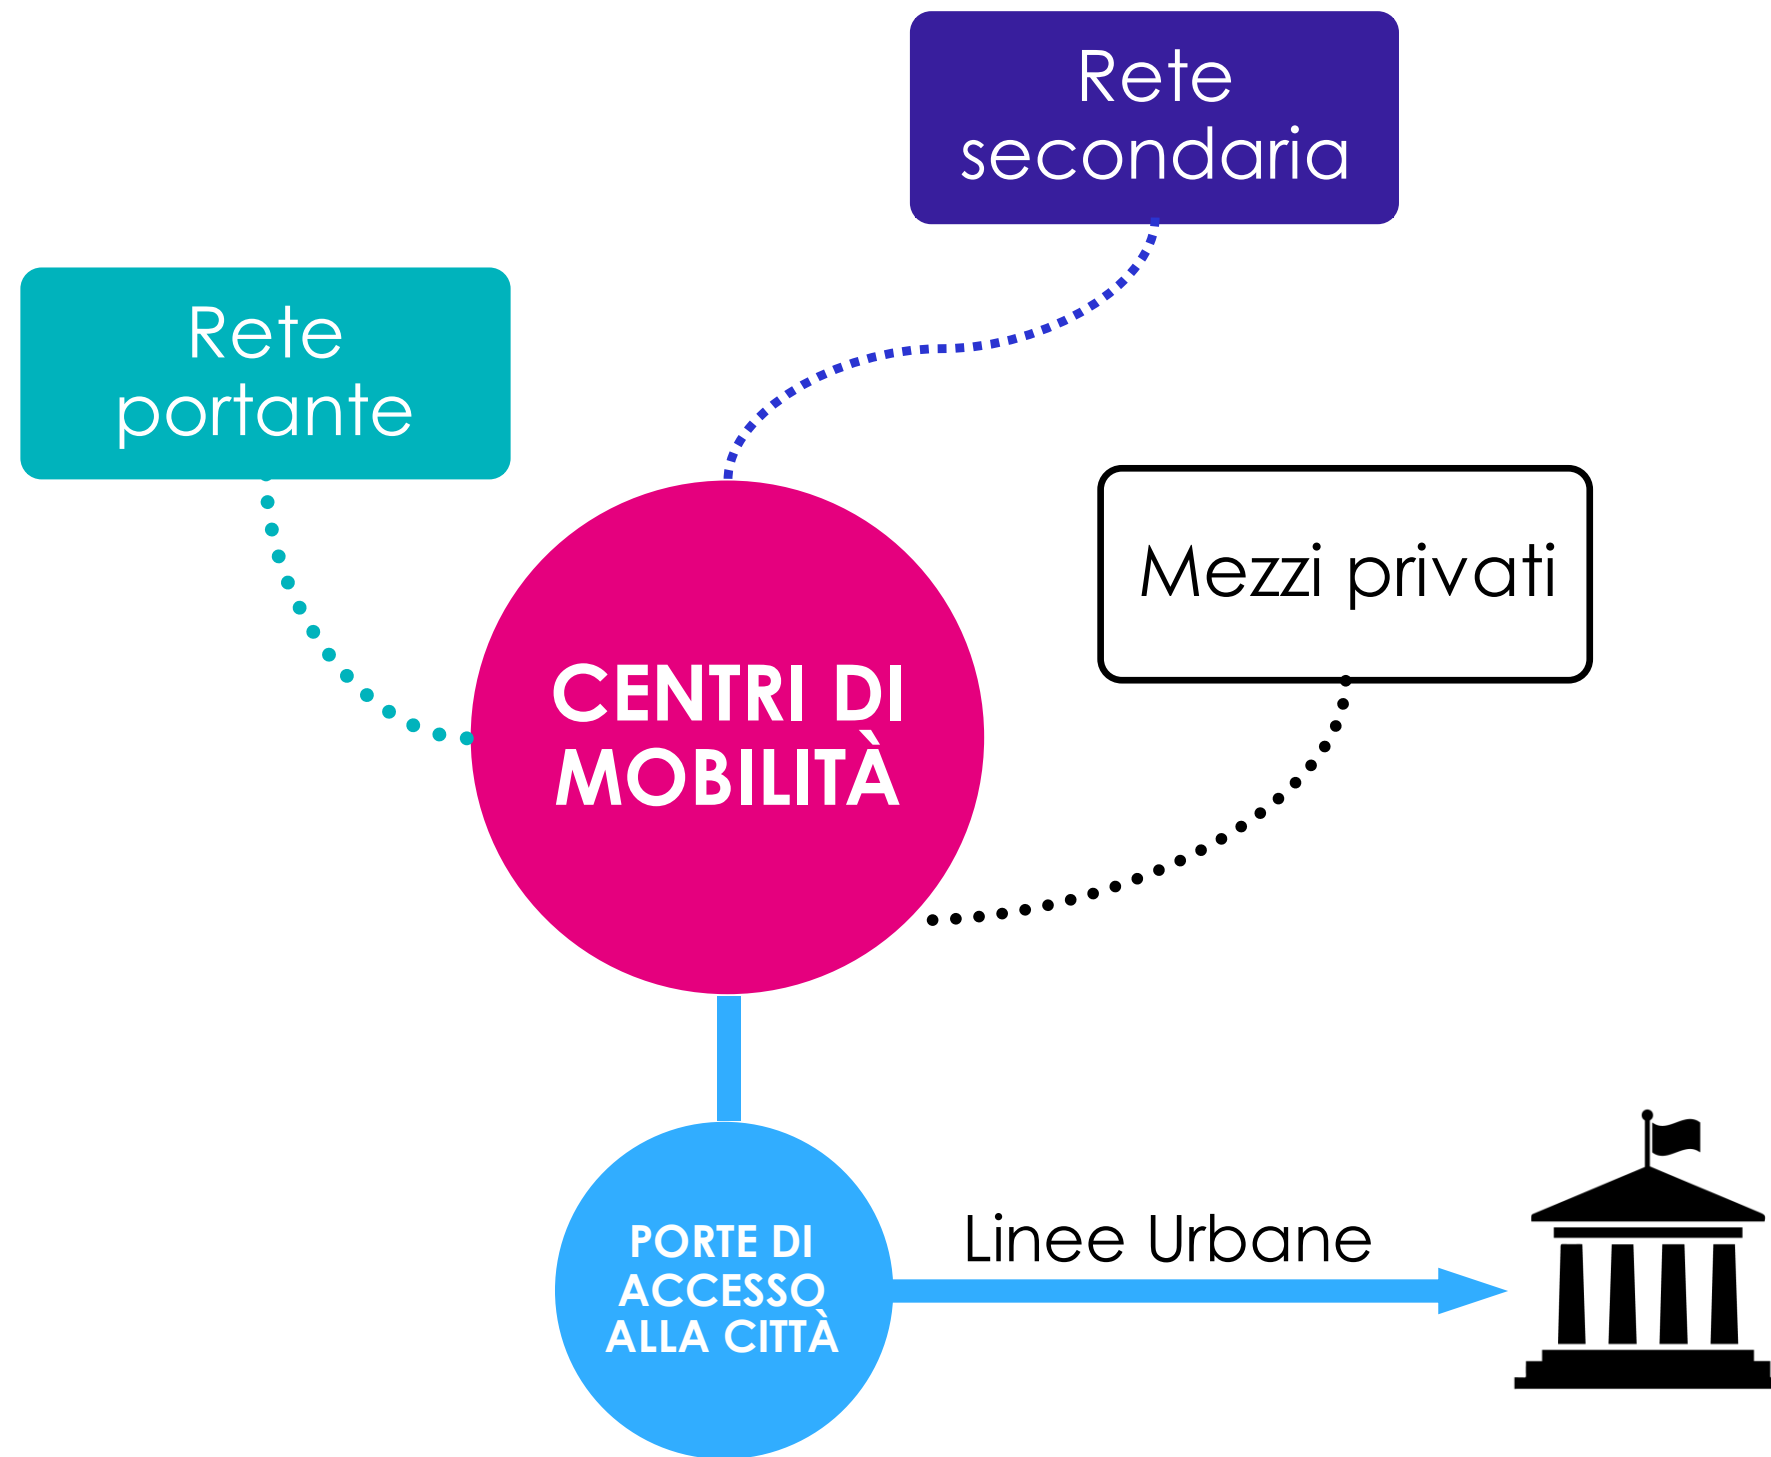 Rete
secondaria
Rete
portante
Mezzi privati
CENTRI DI
MOBILITÀ
Linee Urbane
PORTE DI
ACCESSO
ALLA CITTÀ